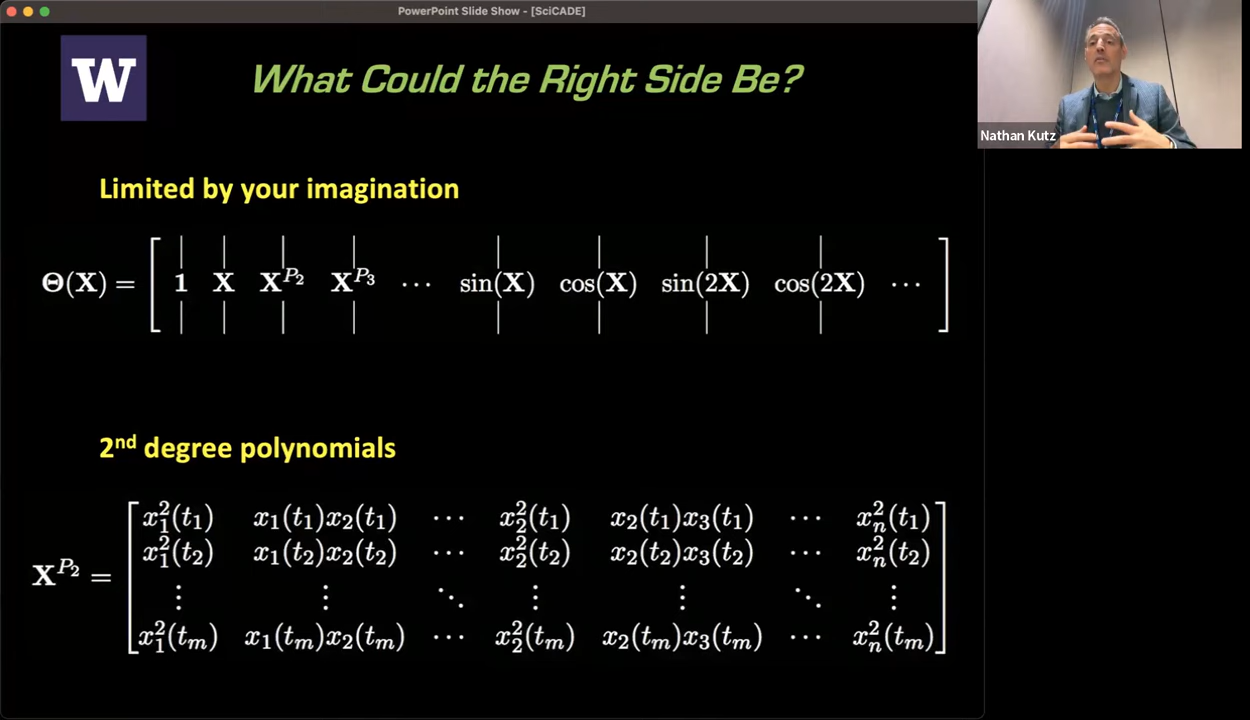 PowerPoint Slide Show - [SciCADE]
W
What Could the Right Side Be?
Nathan Kutz
Limited by your imagination
Θ(X) = [ 1 X X^{P_2} X^{P_3} ⋯ sin(X) cos(X) sin(2X) cos(2X) ⋯ ]
2nd degree polynomials
x_1^2(t_1) x_1(t_1)x_2(t_1) ⋯ x_2^2(t_1) x_2(t_1)x_3(t_1) ⋯ x_n^2(t_1)
x_1^2(t_2) x_1(t_2)x_2(t_2) ⋯ x_2^2(t_2) x_2(t_2)x_3(t_2) ⋯ x_n^2(t_2)
X^{P_2} = ⋮ ⋮ ⋱ ⋮ ⋮ ⋱ ⋮
x_1^2(t_m) x_1(t_m)x_2(t_m) ⋯ x_2^2(t_m) x_2(t_m)x_3(t_m) ⋯ x_n^2(t_m)